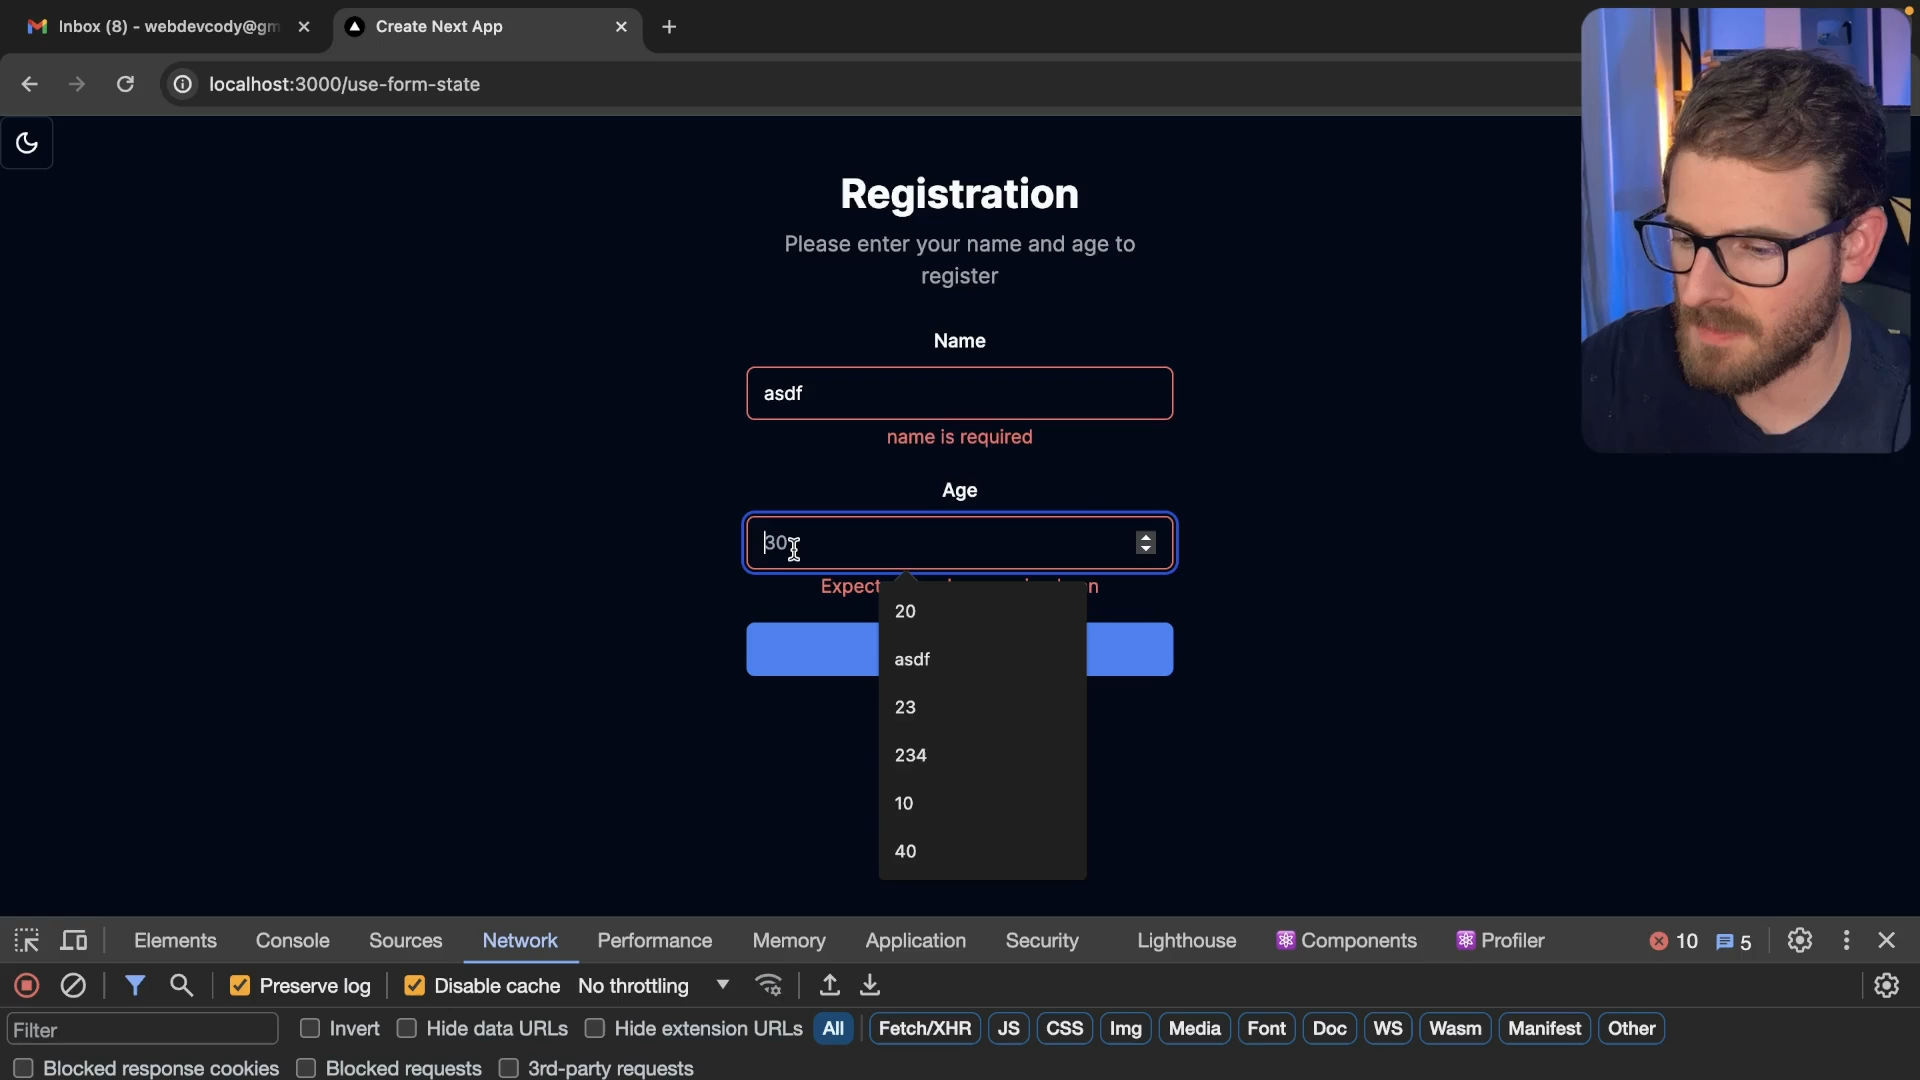 Inbox (8) - webdevcody@gm
Create Next App
localhost:3000/use-form-state
Registration
Please enter your name and age to
register
Name
asdf
name is required
Age
30
Expect
20
asdf
23
234
10
40
Elements Console Sources Network Performance Memory Application Security Lighthouse Components Profiler 10 5
Preserve log Disable cache No throttling
Filter Invert Hide data URLs Hide extension URLs All Fetch/XHR JS CSS Img Media Font Doc WS Wasm Manifest Other
Blocked response cookies Blocked requests 3rd-party requests